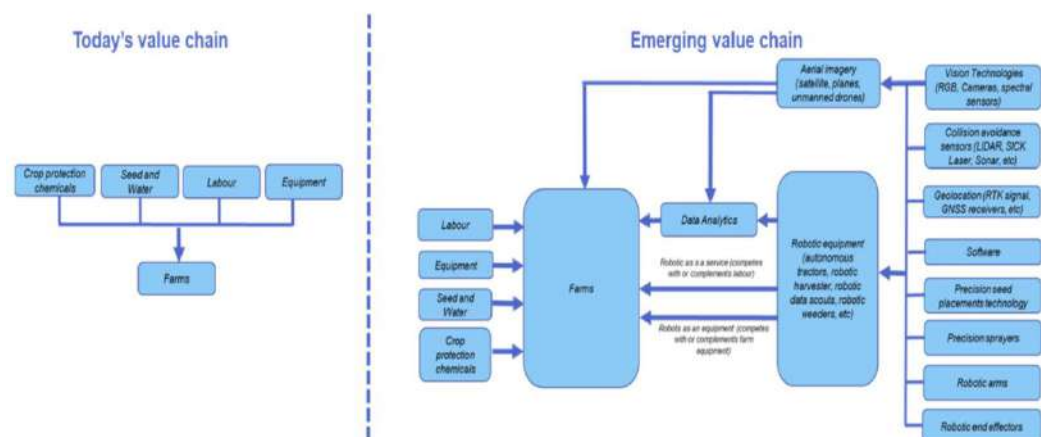 Today's value chain
Crop protection
chemicals
Seed and
Water
Labour
Equipment
Farms
Emerging value chain
Aerial imagery
(satellite, planes,
unmanned drones)
Vision Technologies
(RGB, Cameras, spectral
sensors)
Collision avoidance
sensors (LIDAR, SICK
Laser, Sonar, etc)
Geolocation (RTK signal,
GNSS receivers, etc)
Software
Precision seed
placements technology
Precision sprayers
Robotic arms
Robotic end effectors
Labour
Equipment
Seed and
Water
Crop
protection
chemicals
Farms
Data Analytics
Robotic as a service (competes
with or complements labour)
Robot as an equipment (competes
with or complements farm
equipment)
Robotic equipment
(autonomous
tractors, robotic
harvester, robotic
data scouts, robotic
weeders, etc)